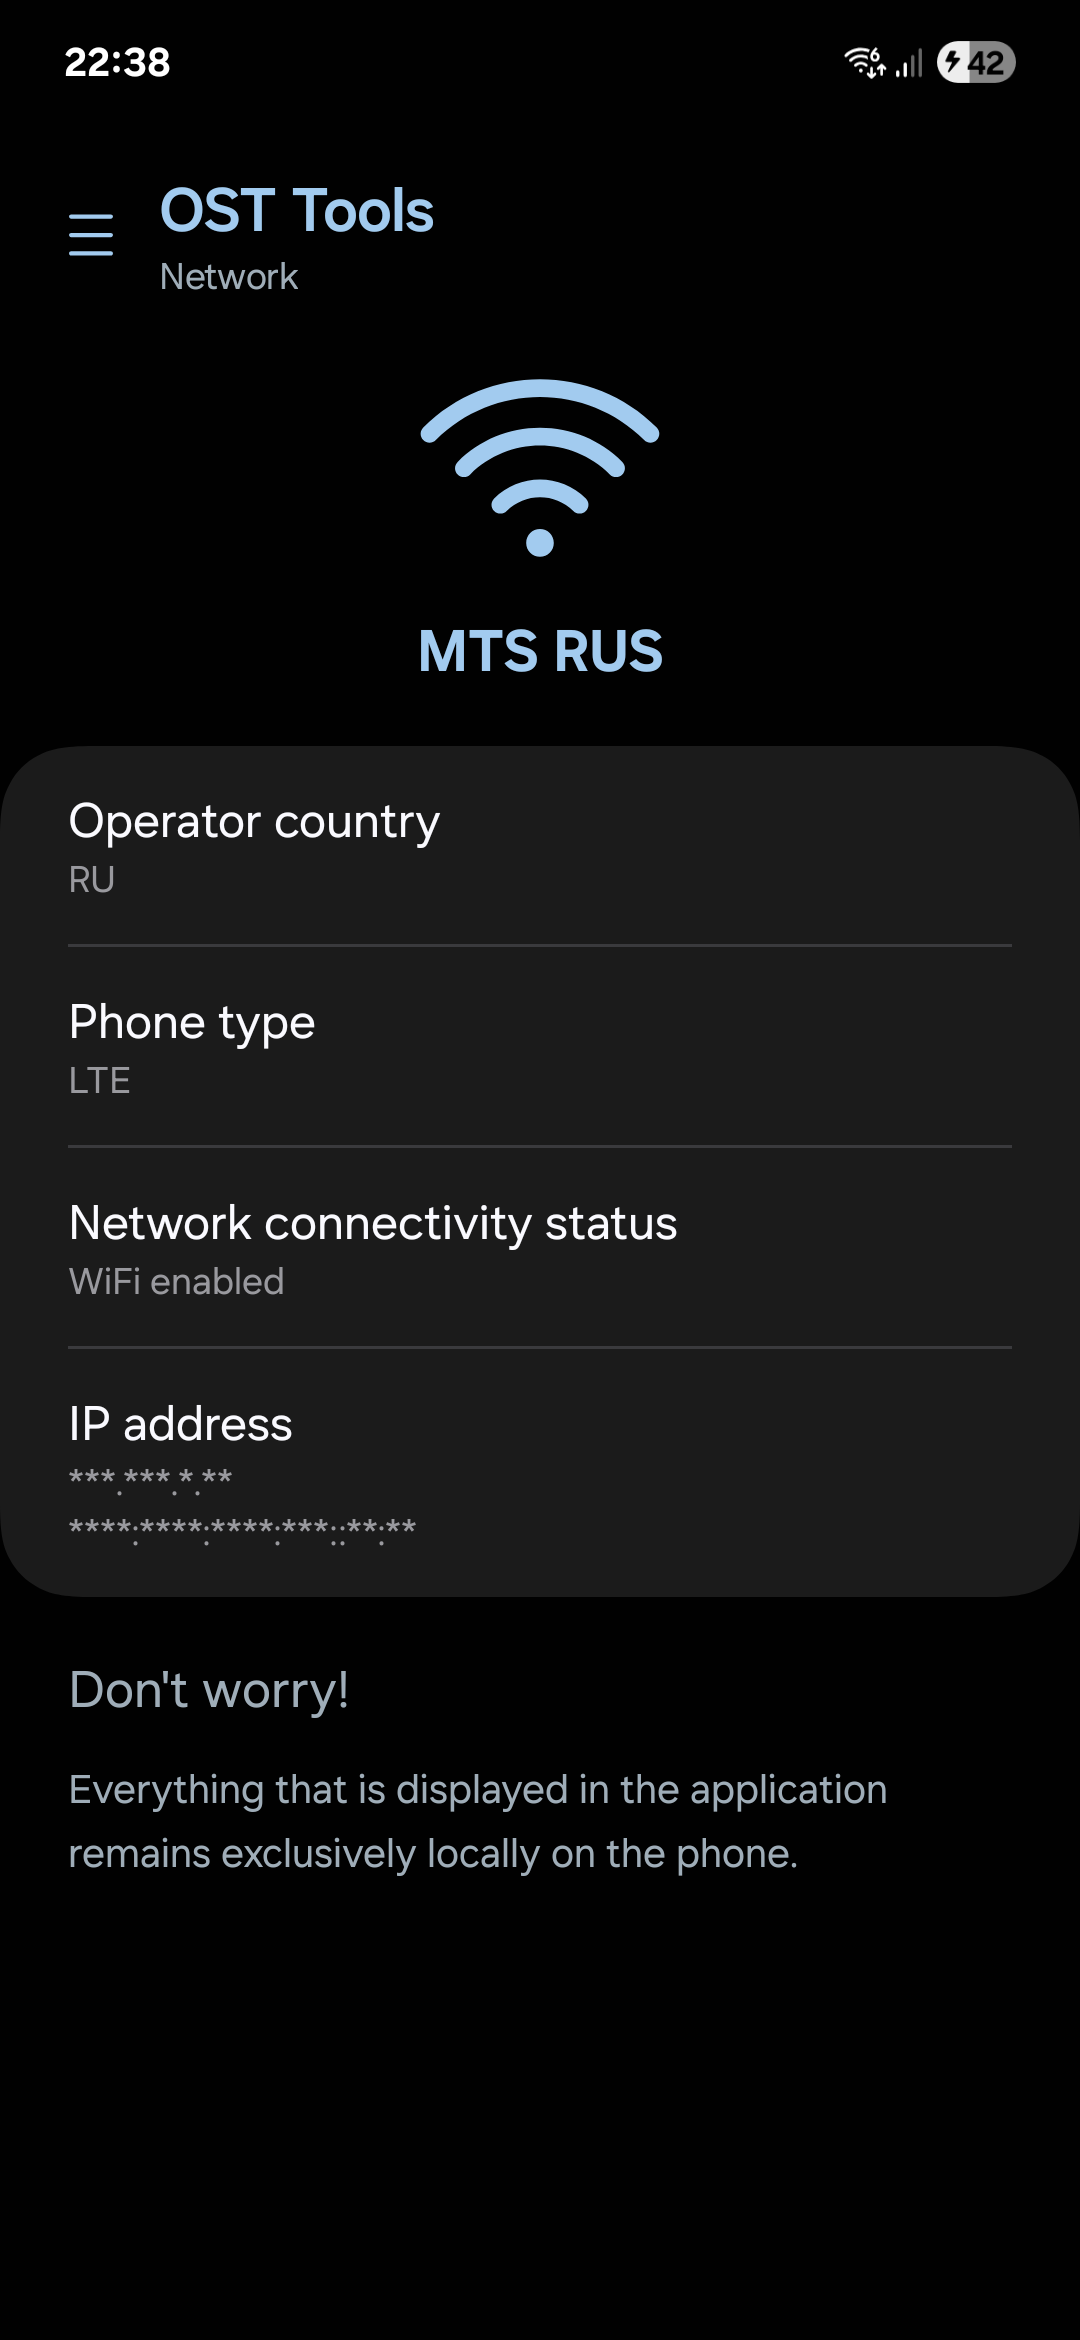 22:38
6
42
OST Tools
Network
MTS RUS
Operator country
RU
Phone type
LTE
Network connectivity status
WiFi enabled
IP address
***.***.*.**
****:****:****:***::**:**
Don't worry!
Everything that is displayed in the application
remains exclusively locally on the phone.